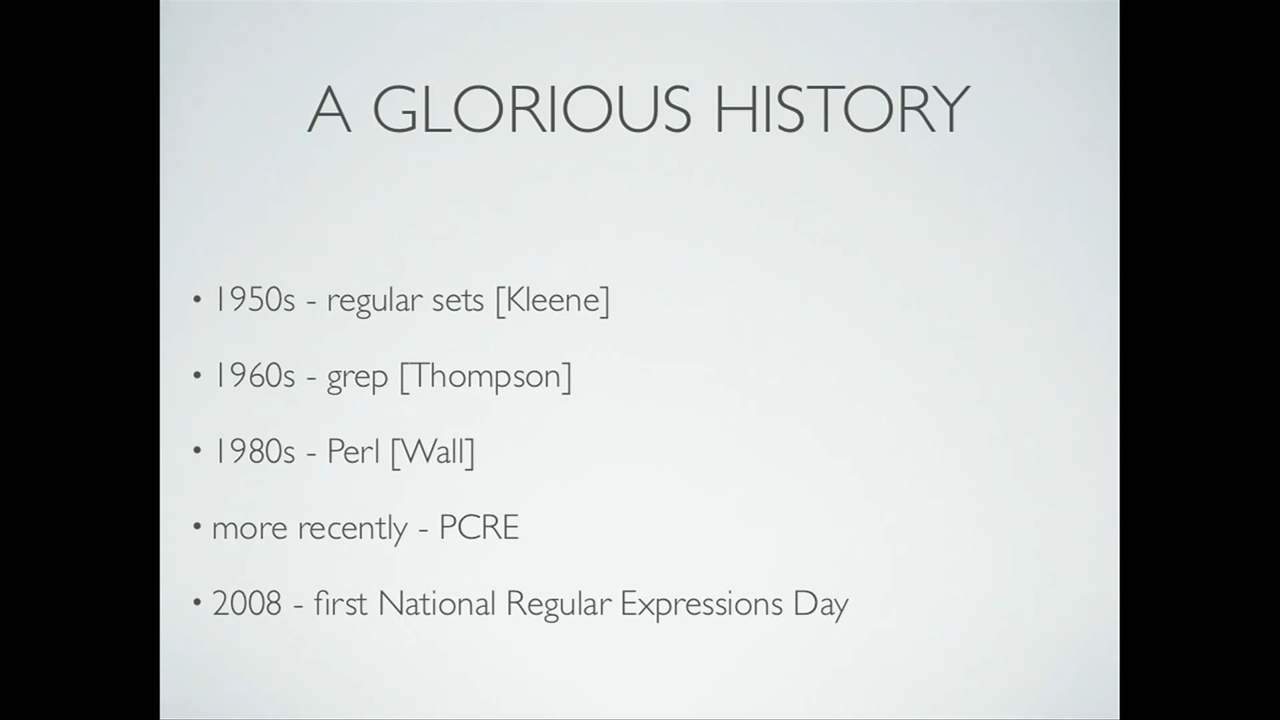 A GLORIOUS HISTORY
• 1950s - regular sets [Kleene]
• 1960s - grep [Thompson]
• 1980s - Perl [Wall]
• more recently - PCRE
• 2008 - first National Regular Expressions Day